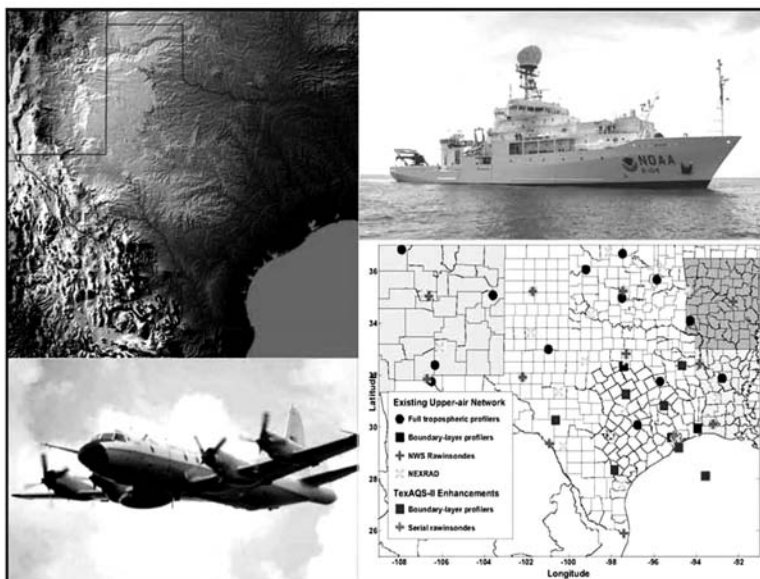 NOAA
36
34
32
30
28
26
Latitude
Existing Upper-air Network
Full tropospheric profilers
Boundary-layer profilers
NWS Rawinsondes
NEXRAD
TexAQS-II Enhancements
Boundary-layer profilers
Serial rawinsondes
-108 -106 -104 -102 -100 -98 -96 -94 -92
Longitude